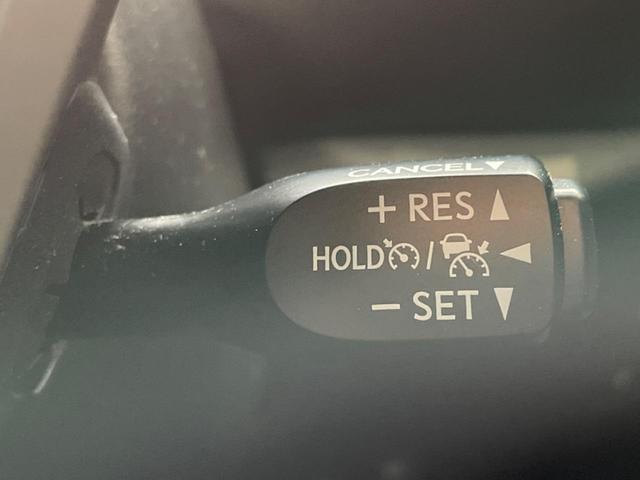 CANCEL▼
+ RES ▲
HOLD / ◀
− SET ▼